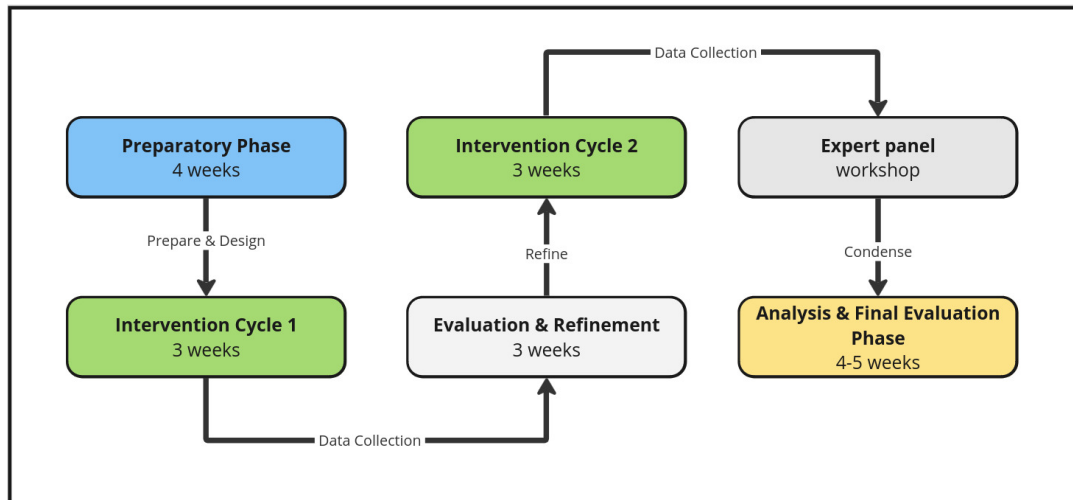 Preparatory Phase
4 weeks
Prepare & Design
Intervention Cycle 1
3 weeks
Data Collection
Evaluation & Refinement
3 weeks
Refine
Intervention Cycle 2
3 weeks
Data Collection
Expert panel
workshop
Condense
Analysis & Final Evaluation
Phase
4-5 weeks